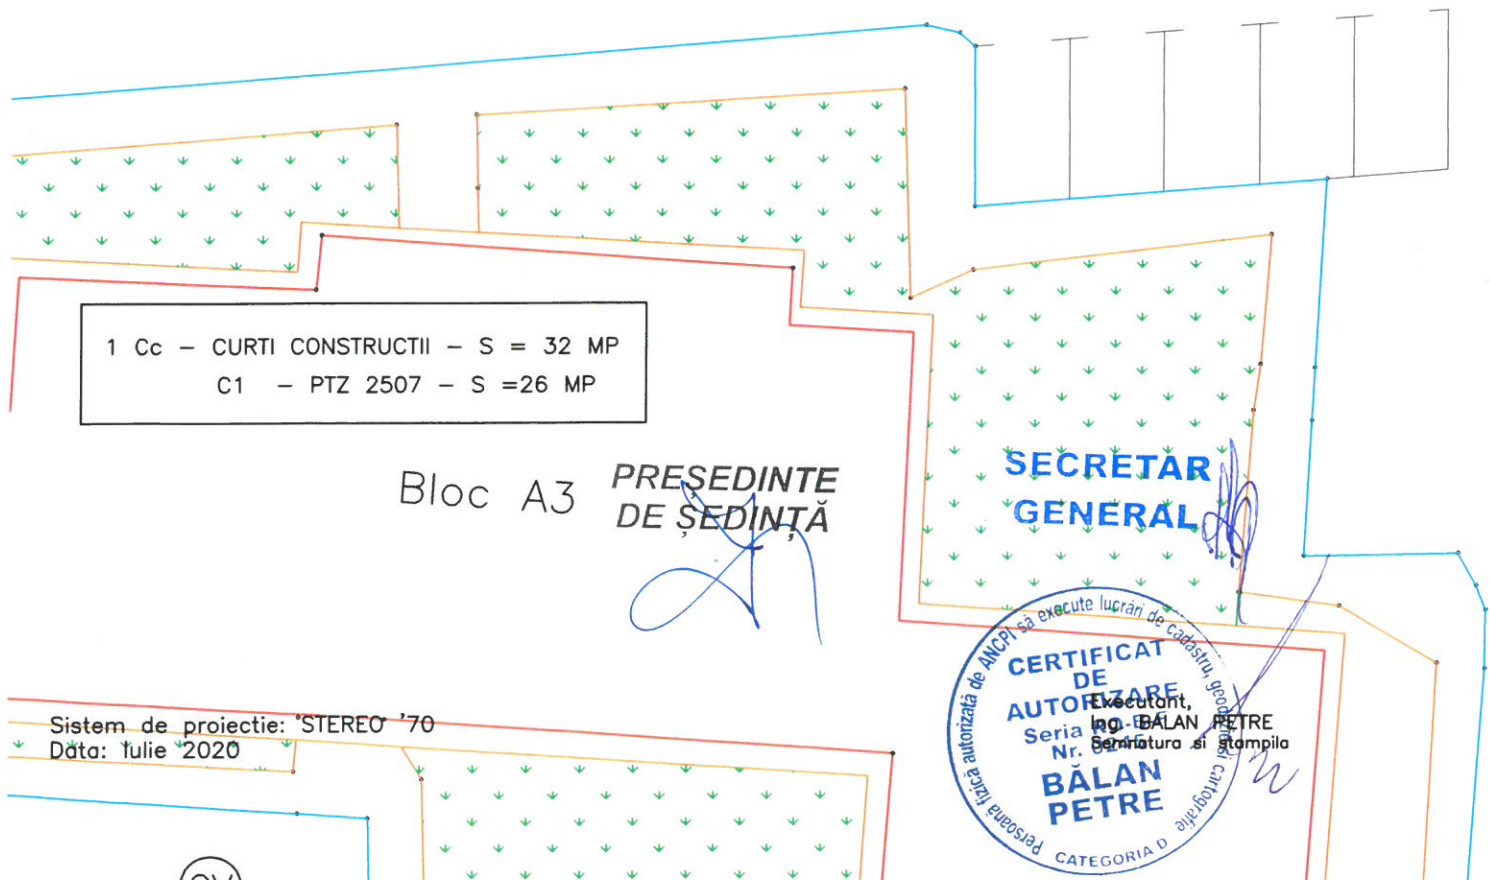 1 Cc – CURTI CONSTRUCTII – S = 32 MP
C1 – PTZ 2507 – S =26 MP
Bloc A3
PREȘEDINTE
DE ȘEDINȚĂ
SECRETAR
GENERAL
Sistem de proiectie: "STEREO '70
Data: Iulie 2020
Persoană fizică autorizată de ANCPI să execute lucrări de cadastru, geodezie și cartografie
CERTIFICAT
DE
AUTORIZARE
Seria
Nr.
BĂLAN
PETRE
CATEGORIA D
Executant,
Ing. BALAN PETRE
Semnatura si stampila